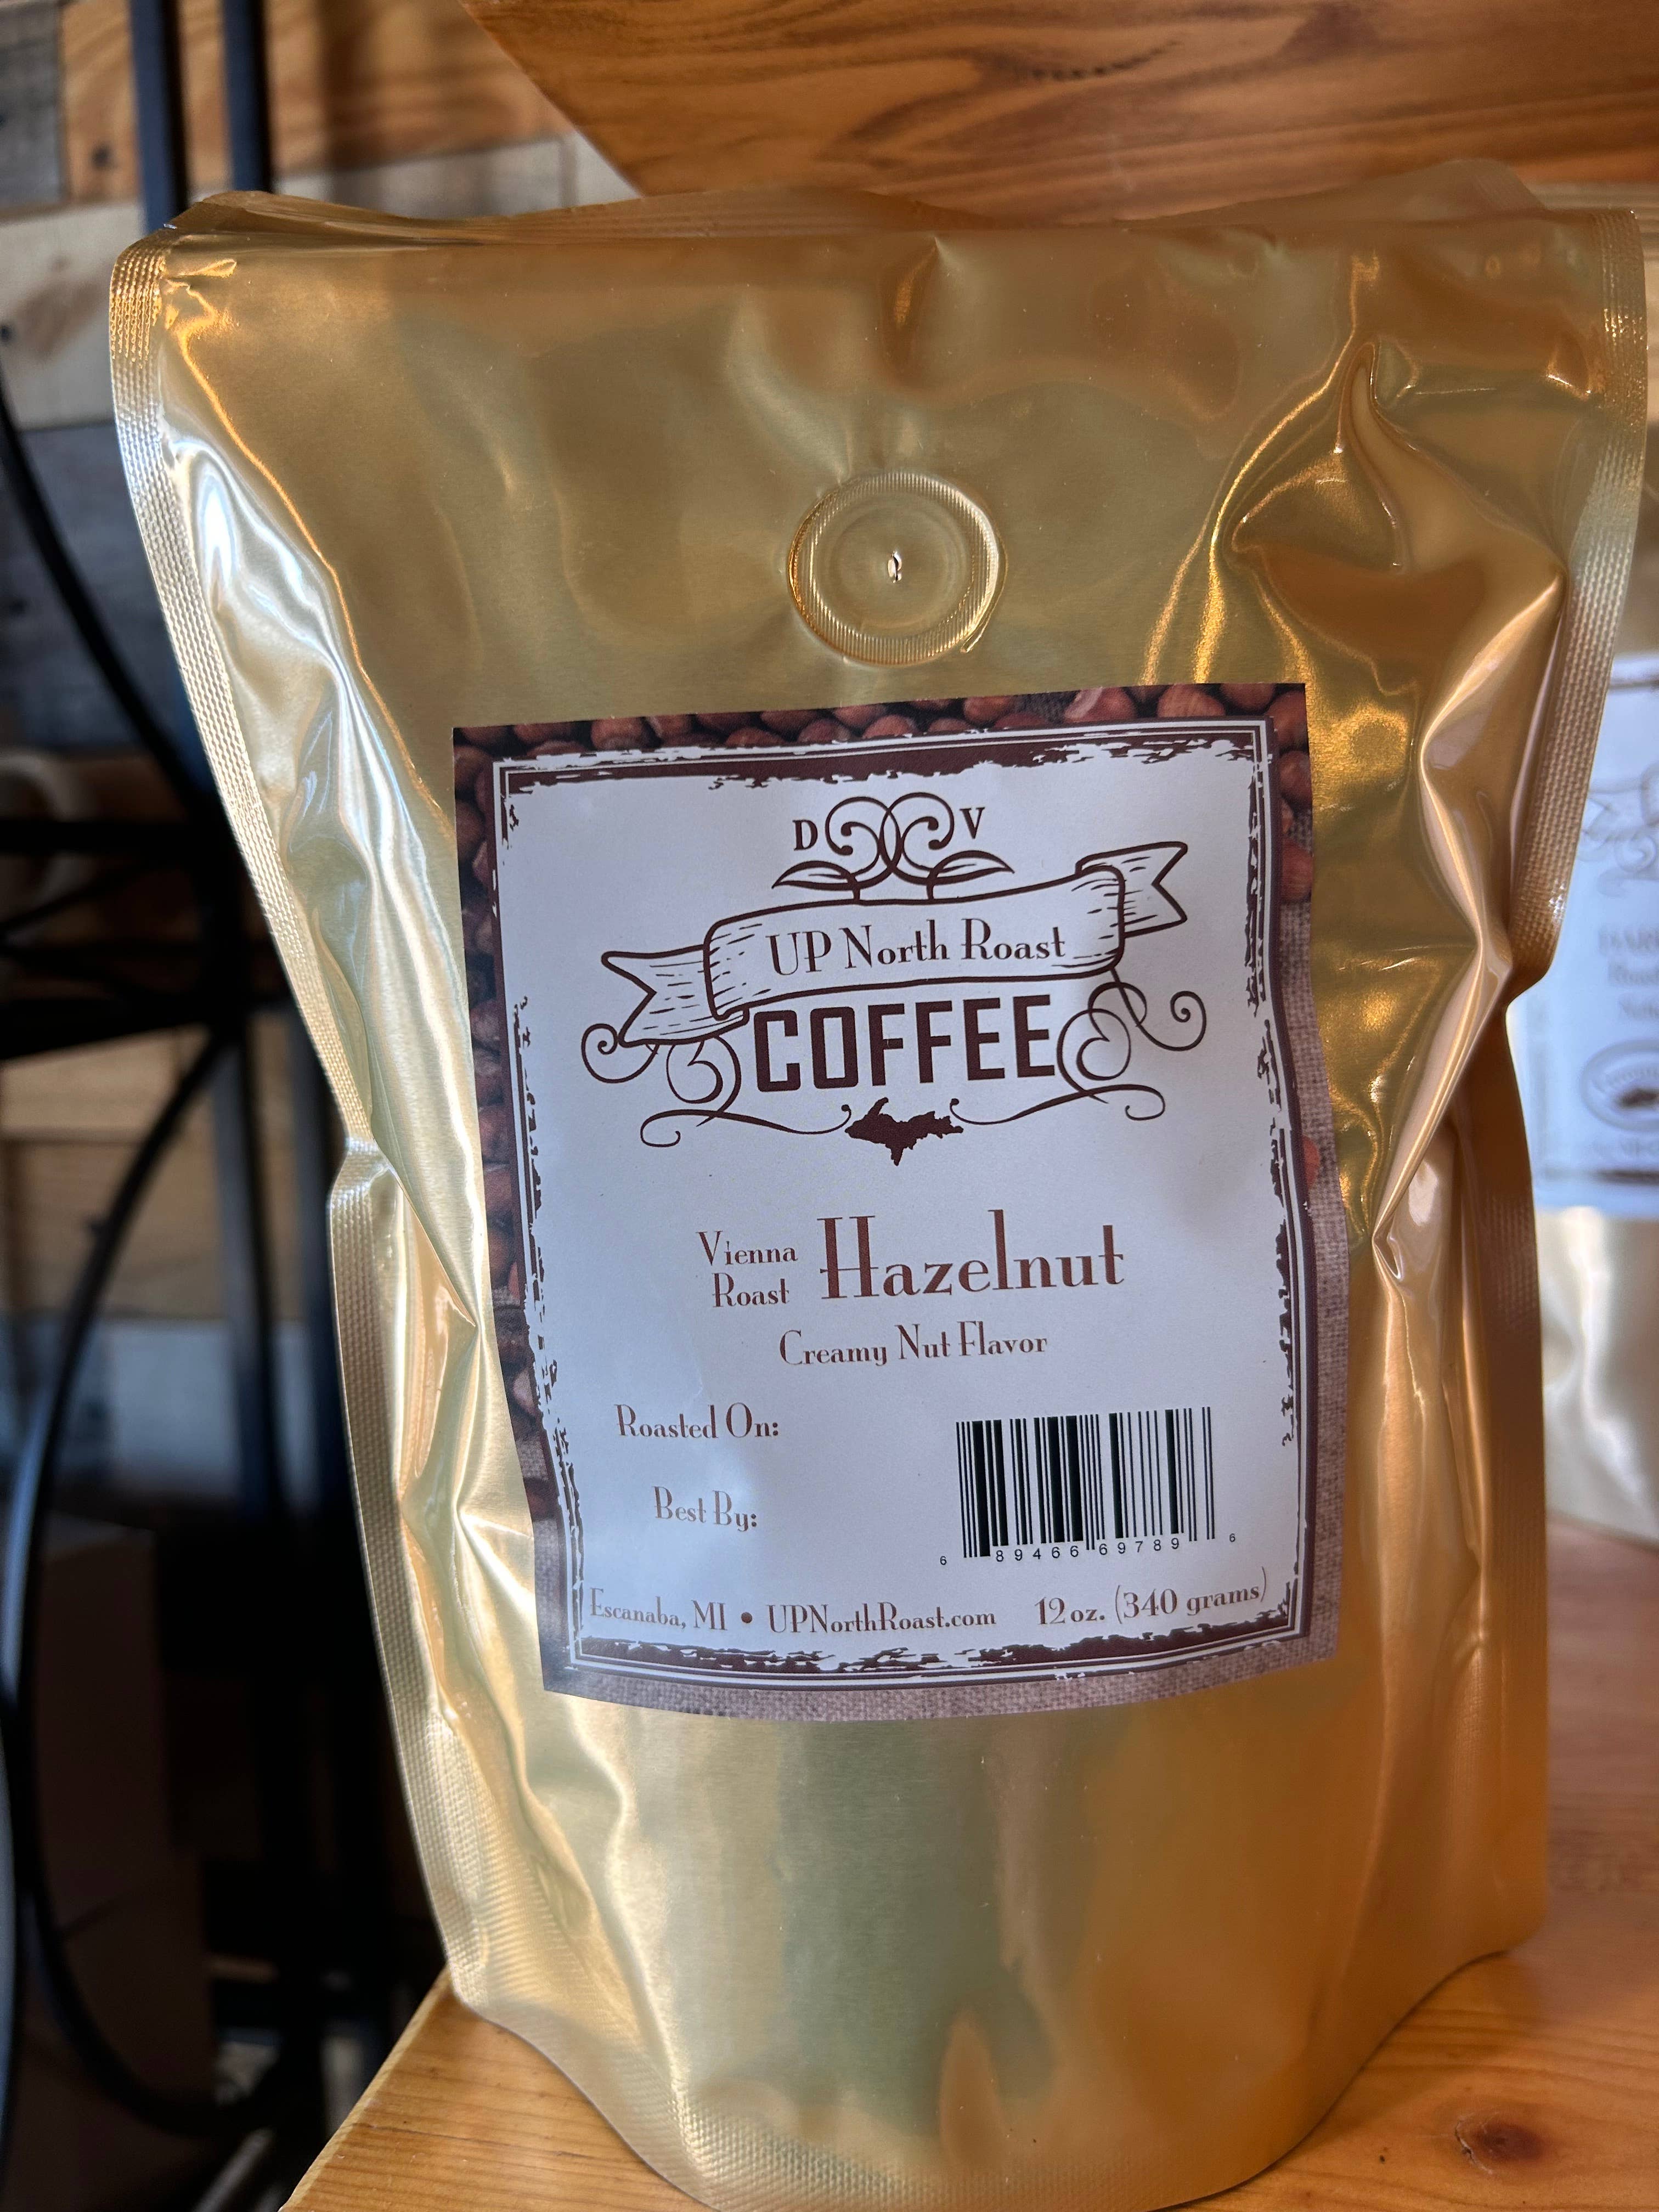 D V
UP North Roast
COFFEE
Vienna Roast Hazelnut
Creamy Nut Flavor
Roasted On:
Best By:
6 89466 69789 6
Escanaba, MI • UPNorthRoast.com 12 oz. (340 grams)